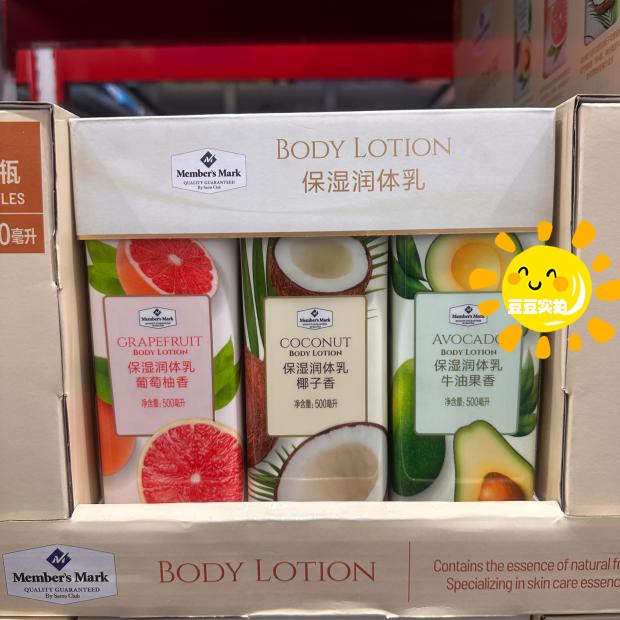 瓶
LES
0毫升
Member's Mark
QUALITY GUARANTEED
By Sams Club
BODY LOTION
保湿润体乳
Member's Mark
GRAPEFRUIT
BODY LOTION
保湿润体乳
葡萄柚香
净含量:500毫升
Member's Mark
COCONUT
BODY LOTION
保湿润体乳
椰子香
净含量:500毫升
Member's Mark
AVOCADO
BODY LOTION
保湿润体乳
牛油果香
净含量:500毫升
豆豆实拍
Member's Mark
QUALITY GUARANTEED
By Sams Club
BODY LOTION
Contains the essence of natural
Specializing in skin care